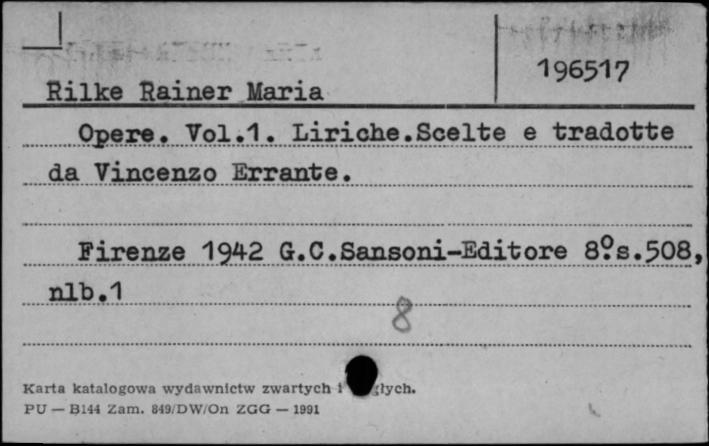 196517
Rilke Rainer Maria
Opere. Vol.1. Liriche.Scelte e tradotte
da Vincenzo Errante.
Firenze 1942 G.C.Sansoni-Editore 8º.s.508,
nlb.1
8
Karta katalogowa wydawnictw zwartych i
PU — B144 Zam. 849/DW/On ZGG — 1991